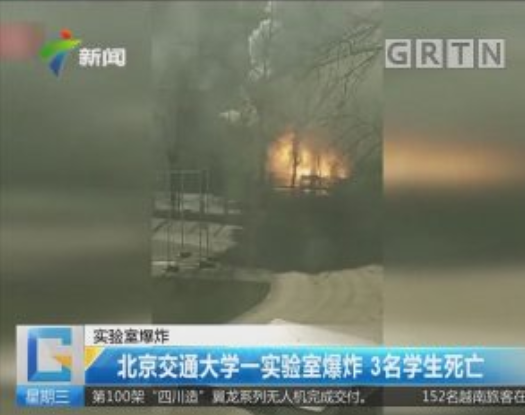 新闻
GRTN
实验室爆炸
北京交通大学一实验室爆炸 3名学生死亡
星期三
第100架“四川造”翼龙系列无人机完成交付。 152名越南旅客在